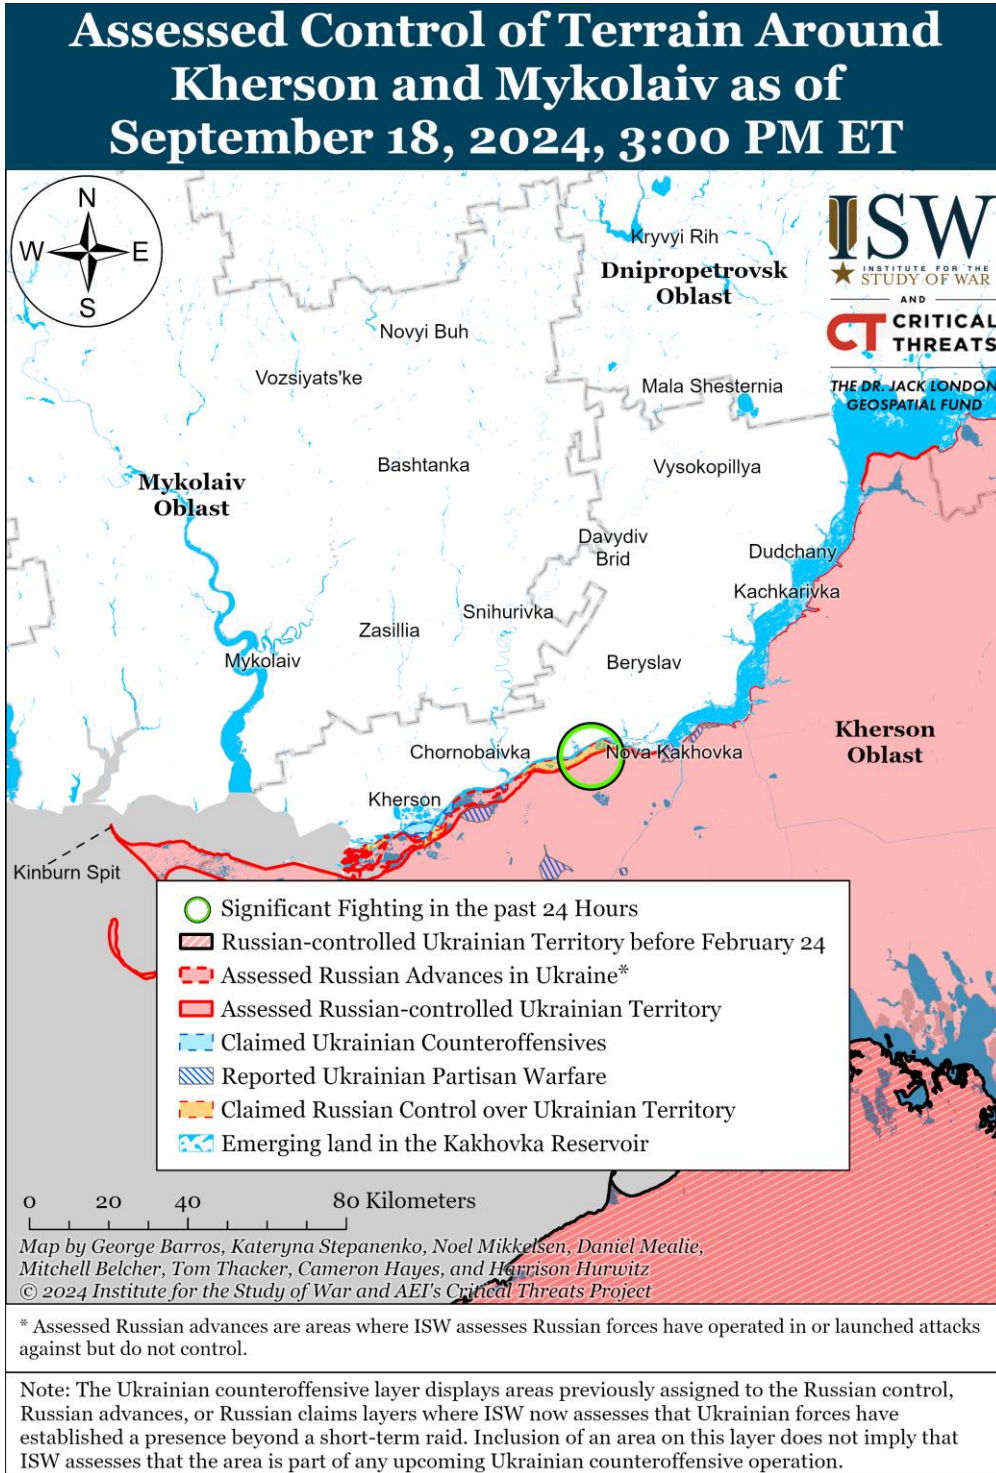 Assessed Control of Terrain Around
Kherson and Mykolaiv as of
September 18, 2024, 3:00 PM ET
N
W
E
S
ISW
INSTITUTE FOR THE
STUDY OF WAR
AND
CT CRITICAL
THREATS
THE DR. JACK LONDON
GEOSPATIAL FUND
Kryvyi Rih
Dnipropetrovsk
Oblast
Novyi Buh
Vozsiyats'ke
Mala Shesternia
Bashtanka
Vysokopillya
Mykolaiv
Oblast
Davydiv
Brid
Dudchany
Kachkarivka
Snihurivka
Zasillia
Mykolaiv
Beryslav
Kherson
Oblast
Chornobaivka
Nova Kakhovka
Kherson
Kinburn Spit
Significant Fighting in the past 24 Hours
Russian-controlled Ukrainian Territory before February 24
Assessed Russian Advances in Ukraine*
Assessed Russian-controlled Ukrainian Territory
Claimed Ukrainian Counteroffensives
Reported Ukrainian Partisan Warfare
Claimed Russian Control over Ukrainian Territory
Emerging land in the Kakhovka Reservoir
0 20 40 80 Kilometers
Map by George Barros, Kateryna Stepanenko, Noel Mikkelsen, Daniel Mealie,
Mitchell Belcher, Tom Thacker, Cameron Hayes, and Harrison Hurwitz
© 2024 Institute for the Study of War and AEI's Critical Threats Project
* Assessed Russian advances are areas where ISW assesses Russian forces have operated in or launched attacks
against but do not control.
Note: The Ukrainian counteroffensive layer displays areas previously assigned to the Russian control,
Russian advances, or Russian claims layers where ISW now assesses that Ukrainian forces have
established a presence beyond a short-term raid. Inclusion of an area on this layer does not imply that
ISW assesses that the area is part of any upcoming Ukrainian counteroffensive operation.